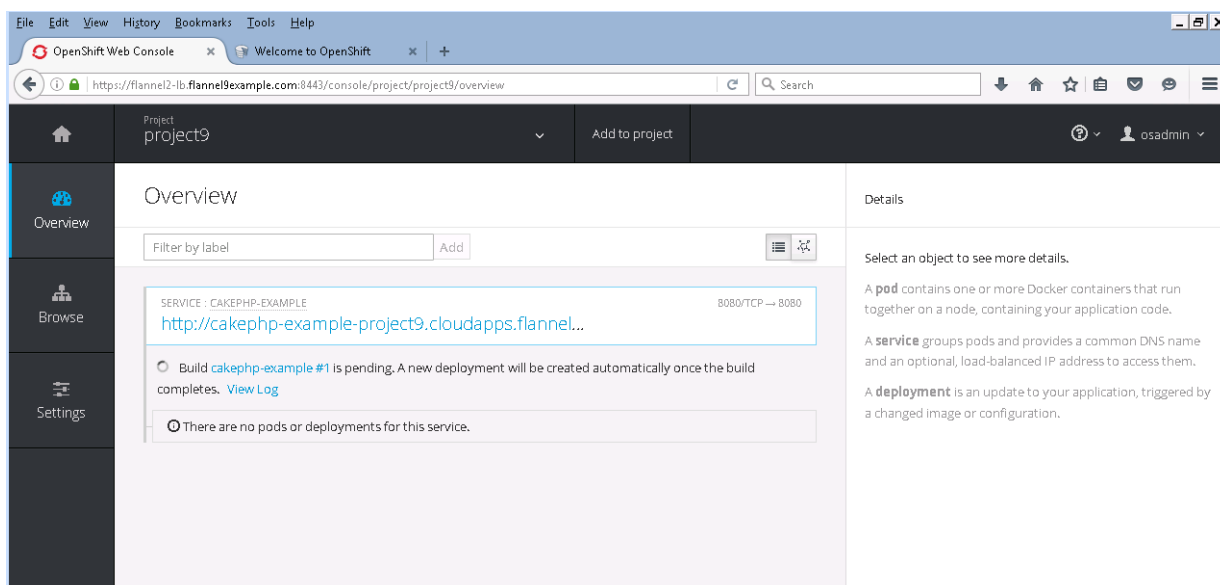 File Edit View History Bookmarks Tools Help
OpenShift Web Console × Welcome to OpenShift × +
https://flannel2-lb.flannel9example.com:8443/console/project/project9/overview Search
Project
project9 Add to project osadmin
Overview
Browse
Settings
Overview
Filter by label Add
SERVICE : CAKEPHP-EXAMPLE 8080/TCP → 8080
http://cakephp-example-project9.cloudapps.flannel...
Build cakephp-example #1 is pending. A new deployment will be created automatically once the build
completes. View Log
There are no pods or deployments for this service.
Details
Select an object to see more details.
A pod contains one or more Docker containers that run
together on a node, containing your application code.
A service groups pods and provides a common DNS name
and an optional, load-balanced IP address to access them.
A deployment is an update to your application, triggered by
a changed image or configuration.